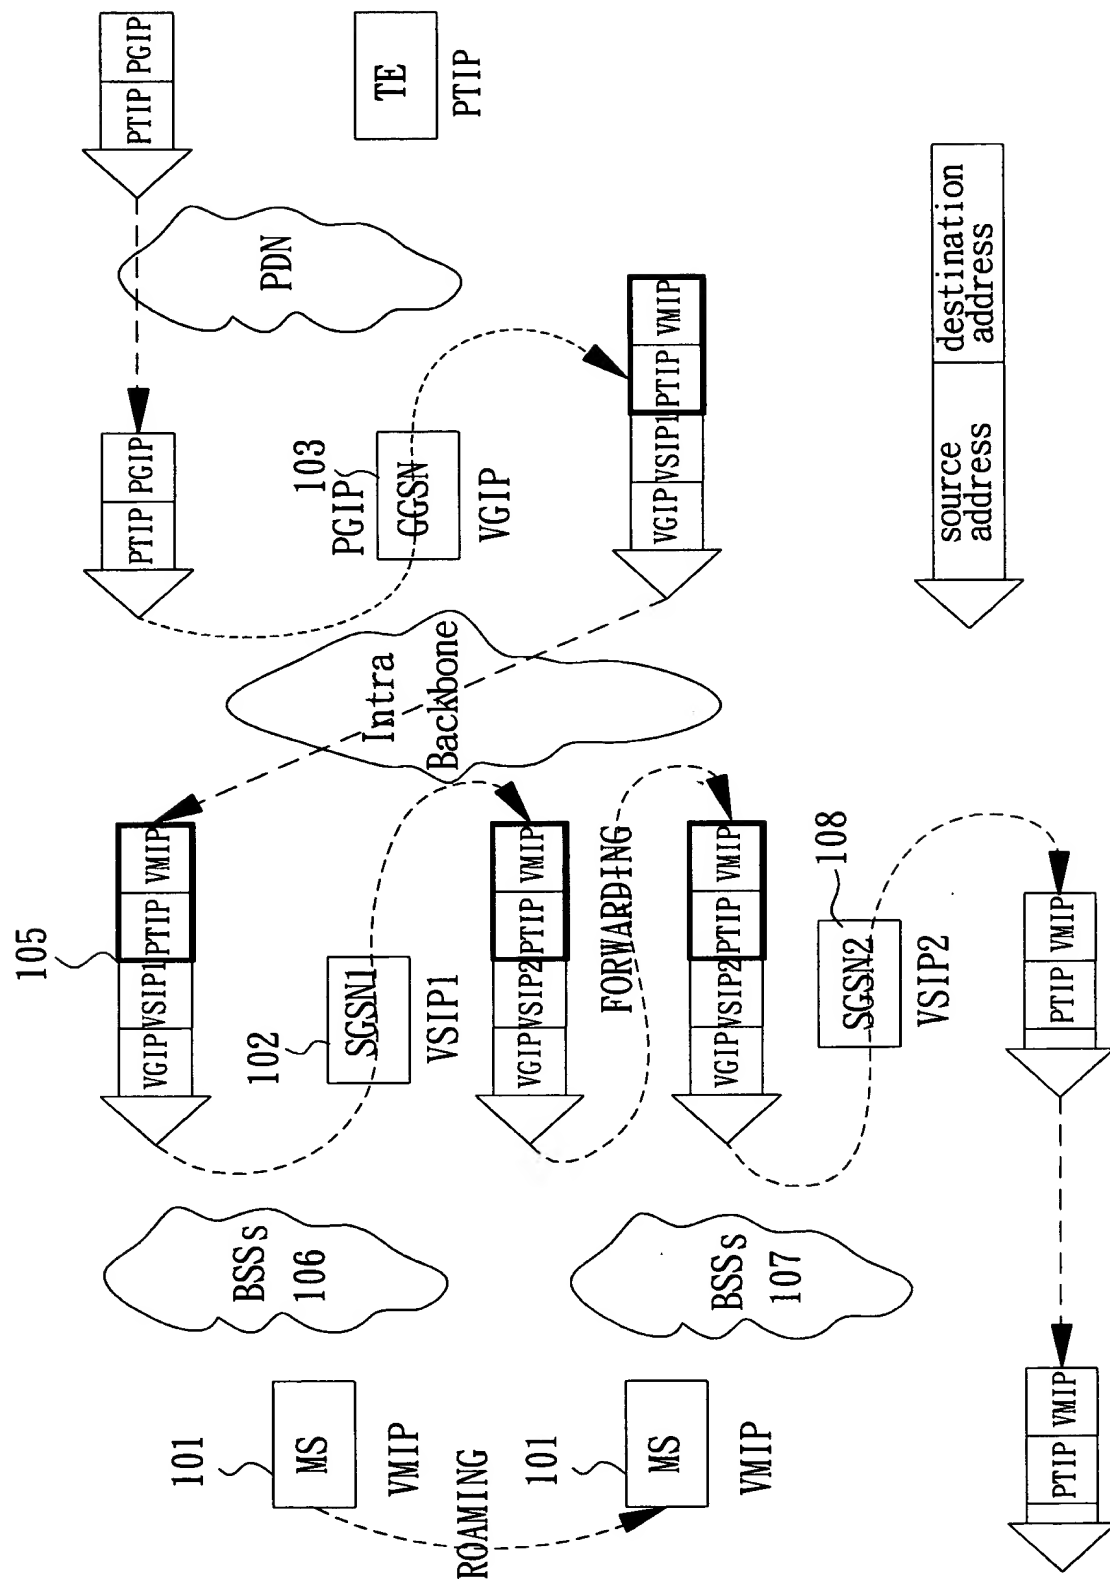 PTIP PGIP
TE
PTIP
PDN
PTIP PGIP
103
PGIP
GGSN
VGIP
VGIP VSIP1 PTIP VMIP
source address
destination address
Intra
Backbone
105
VGIP VSIP1 PTIP VMIP
102
SGSN1
VSIP1
VGIP VSIP2 PTIP VMIP
FORWARDING
VGIP VSIP2 PTIP VMIP
108
SGSN2
VSIP2
PTIP VMIP
BSSs
106
BSSs
107
101
MS
VMIP
ROAMING
101
MS
VMIP
PTIP VMIP